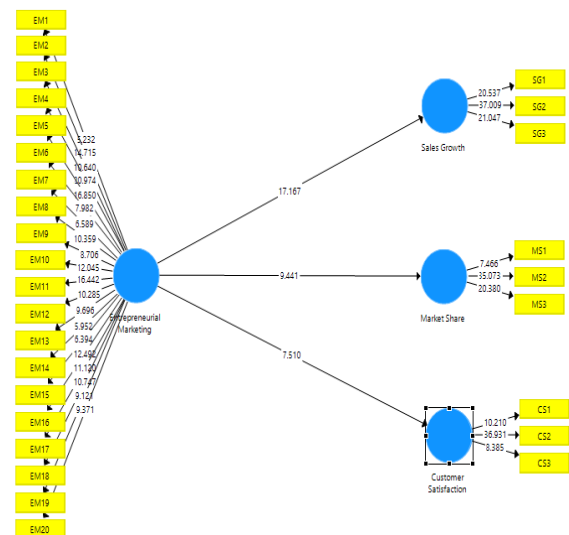 EM1
EM2
EM3
EM4
EM5
EM6
EM7
EM8
EM9
EM10
EM11
EM12
EM13
EM14
EM15
EM16
EM17
EM18
EM19
EM20
5.232
14.715
10.640
10.974
16.850
7.982
6.589
10.359
8.706
12.045
16.442
10.285
9.696
5.952
6.394
12.492
11.120
10.747
9.121
9.371
Entrepreneurial
Marketing
17.167
9.441
7.510
Sales Growth
20.537
37.009
21.047
SG1
SG2
SG3
Market Share
7.466
35.073
20.380
MS1
MS2
MS3
Customer
Satisfaction
10.210
36.931
8.385
CS1
CS2
CS3